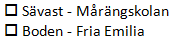 ☐ Sävast - Mårängskolan
☐ Boden - Fria Emilia